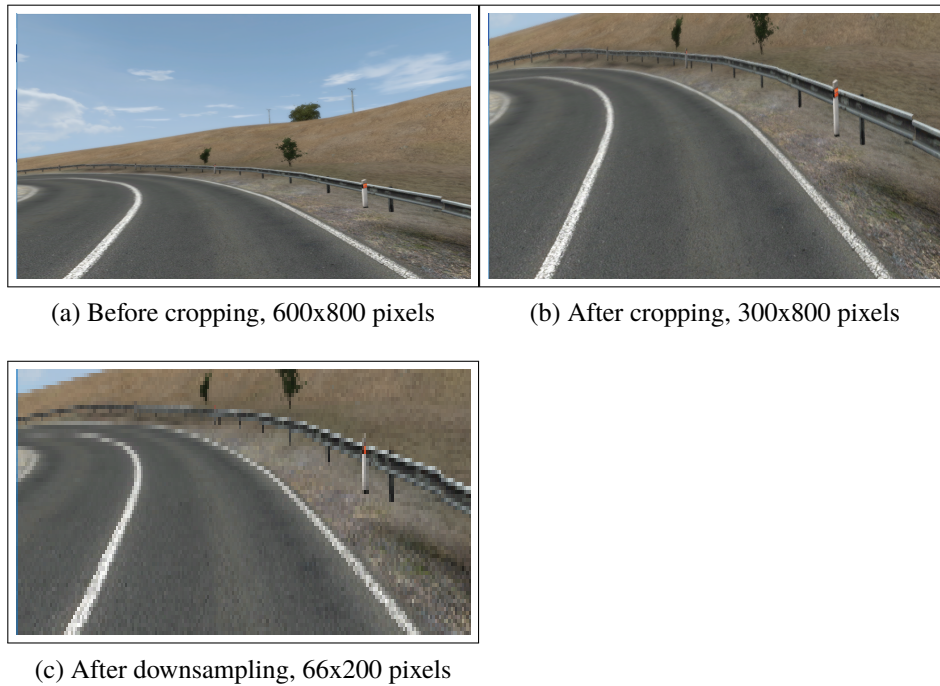 (a) Before cropping, 600x800 pixels
(b) After cropping, 300x800 pixels
(c) After downsampling, 66x200 pixels